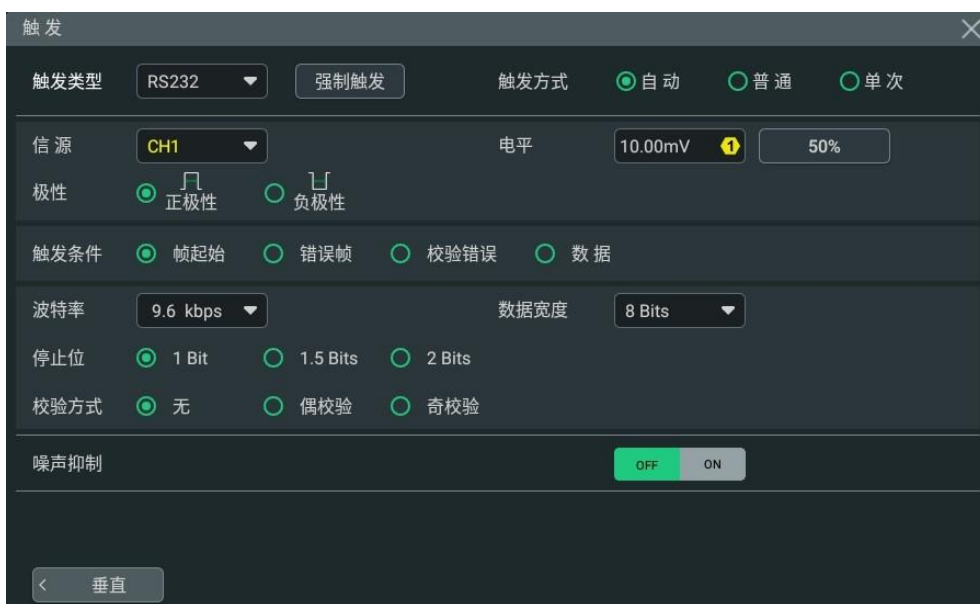 触发
触发类型 RS232 强制触发 触发方式 自动 普通 单次
信源 CH1 电平 10.00mV 1 50%
极性 正极性 负极性
触发条件 帧起始 错误帧 校验错误 数据
波特率 9.6 kbps 数据宽度 8 Bits
停止位 1 Bit 1.5 Bits 2 Bits
校验方式 无 偶校验 奇校验
噪声抑制 OFF ON
垂直